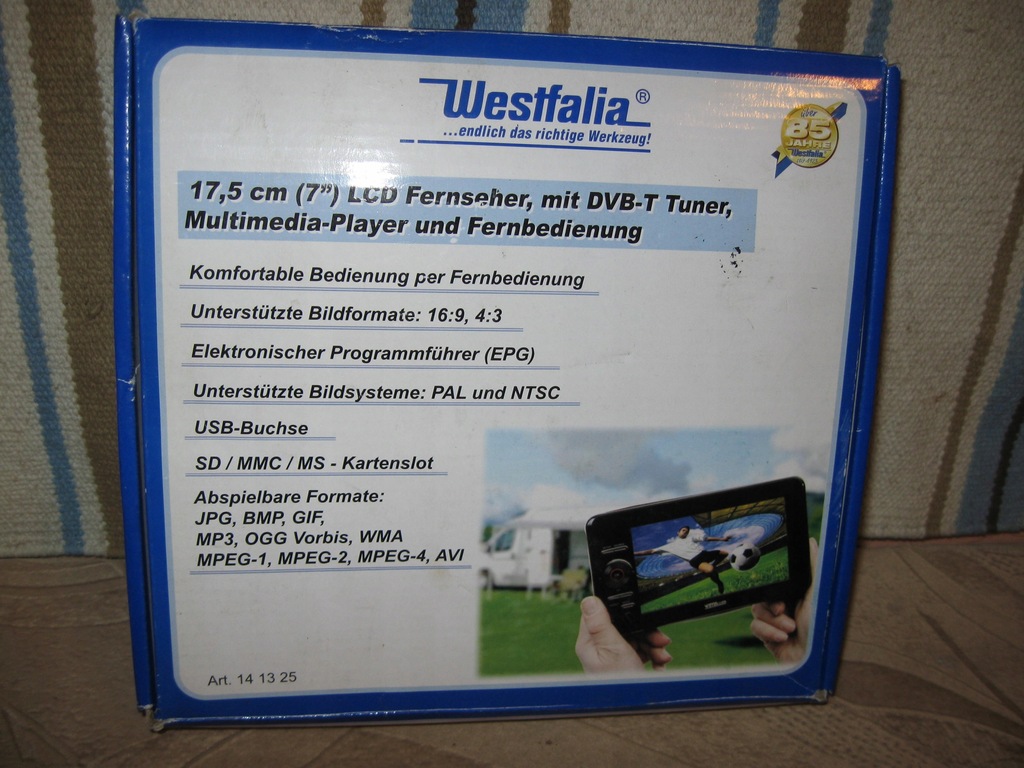 Westfalia®
...endlich das richtige Werkzeug!
über
85
JAHRE
Westfalia
17,5 cm (7") LCD Fernseher, mit DVB-T Tuner,
Multimedia-Player und Fernbedienung
Komfortable Bedienung per Fernbedienung
Unterstützte Bildformate: 16:9, 4:3
Elektronischer Programmführer (EPG)
Unterstützte Bildsysteme: PAL und NTSC
USB-Buchse
SD / MMC / MS - Kartenslot
Abspielbare Formate:
JPG, BMP, GIF,
MP3, OGG Vorbis, WMA
MPEG-1, MPEG-2, MPEG-4, AVI
Westfalia
Art. 14 13 25